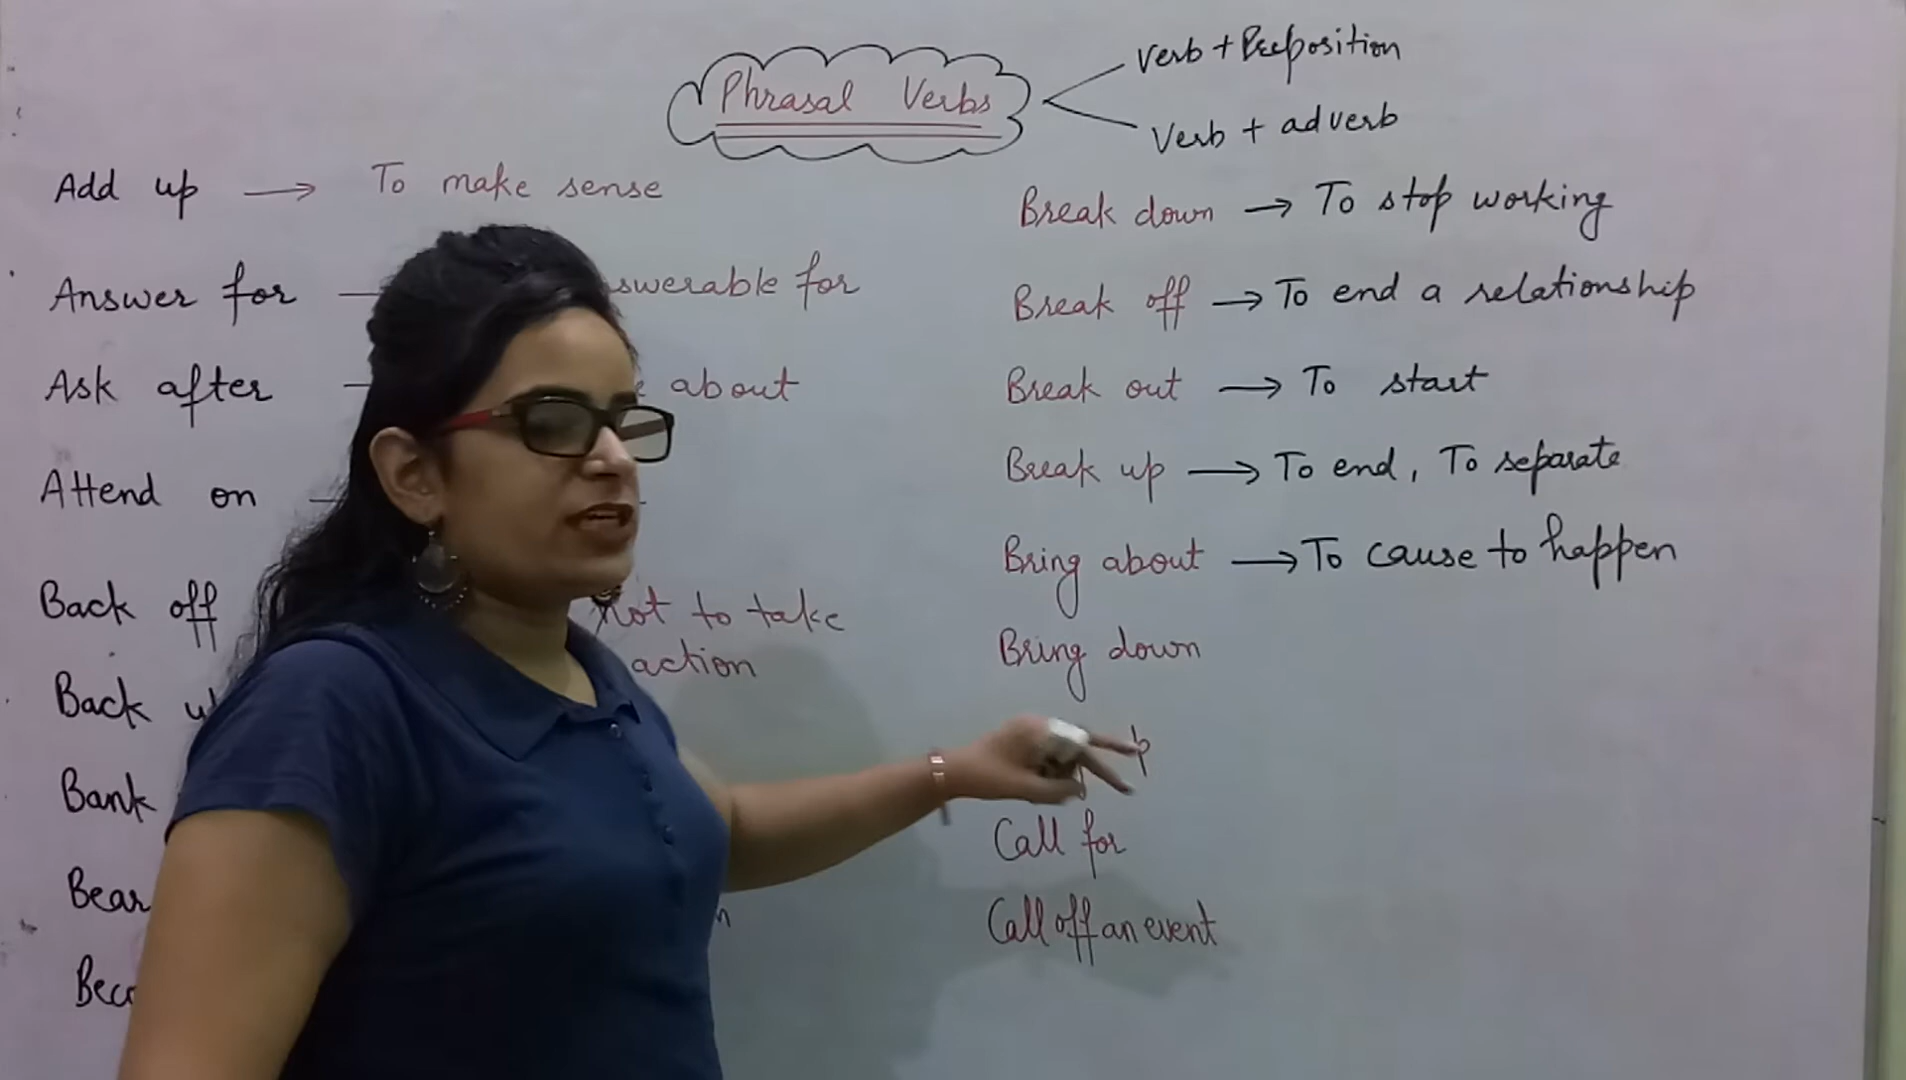 Phrasal Verbs
Verb + Preposition
Verb + adverb
Add up → To make sense
Answer for for
Ask after about
Attend on
Back off not to take
action
Back
Bank
Break down → To stop working
Break off → To end a relationship
Break out → To start
Break up → To end, To separate
Bring about → To cause to happen
Bring down
Call for
Call off an event